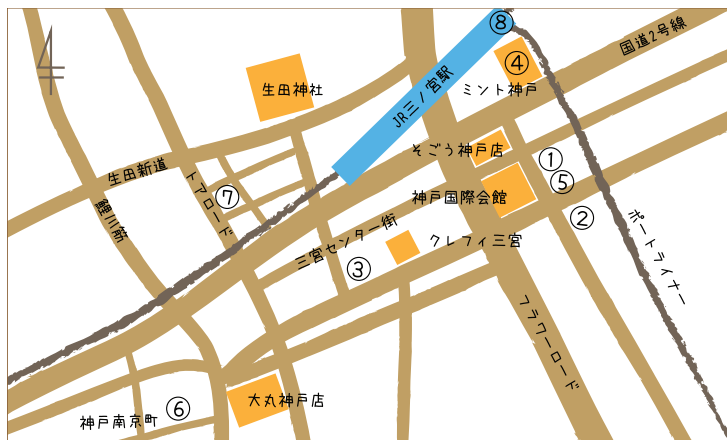 ⑧
国道2号線
④
生田神社
JR三ノ宮駅
ミント神戸
そごう神戸店
①
生田新道
トアロード
⑦
神戸国際会館
⑤
鯉川筋
三宮センター街
クレフィ三宮
②
ポートライナー
③
フラワーロード
大丸神戸店
神戸南京町
⑥